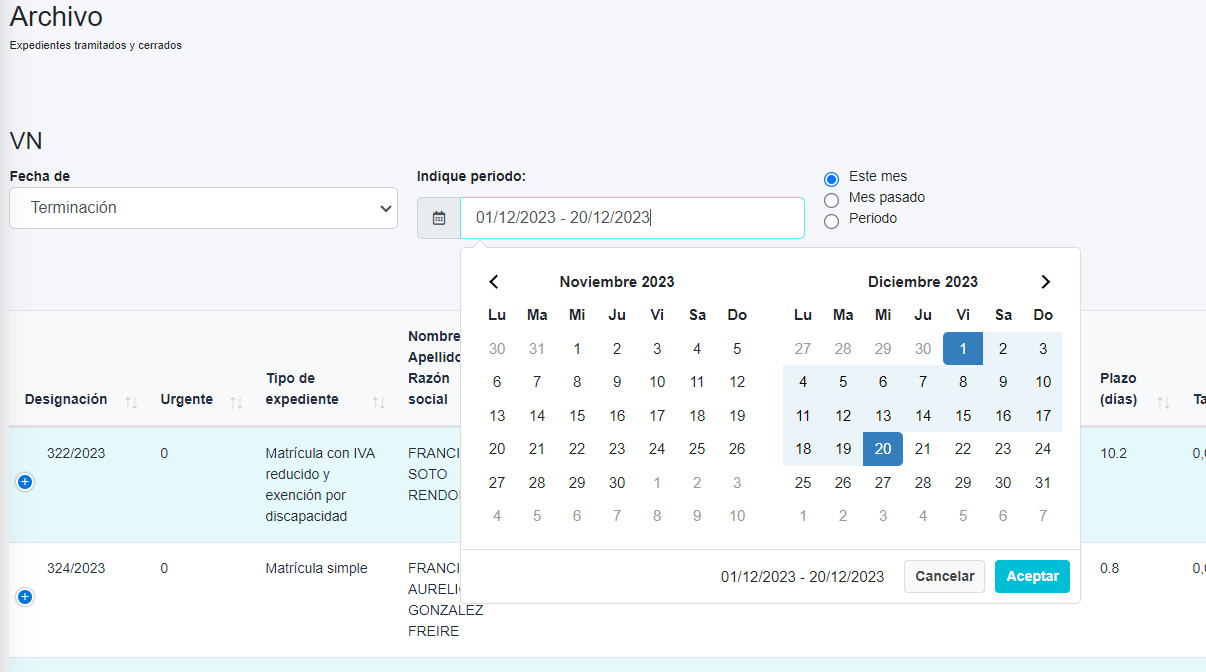 Archivo
Expedientes tramitados y cerrados
VN
Fecha de
Terminación
Indique periodo:
01/12/2023 - 20/12/2023
Este mes
Mes pasado
Periodo
Noviembre 2023
Lu Ma Mi Ju Vi Sa Do
30 31 1 2 3 4 5
6 7 8 9 10 11 12
13 14 15 16 17 18 19
20 21 22 23 24 25 26
27 28 29 30 1 2 3
4 5 6 7 8 9 10
Diciembre 2023
Lu Ma Mi Ju Vi Sa Do
27 28 29 30 1 2 3
4 5 6 7 8 9 10
11 12 13 14 15 16 17
18 19 20 21 22 23 24
25 26 27 28 29 30 31
1 2 3 4 5 6 7
01/12/2023 - 20/12/2023
Cancelar
Aceptar
Designación
Urgente
Tipo de
expediente
Nombre
Apellido
Razón
social
Plazo
(días)
322/2023
0
Matrícula con IVA
reducido y
exención por
discapacidad
SOTO
10.2
324/2023
0
Matrícula simple
GONZALEZ
FREIRE
0.8